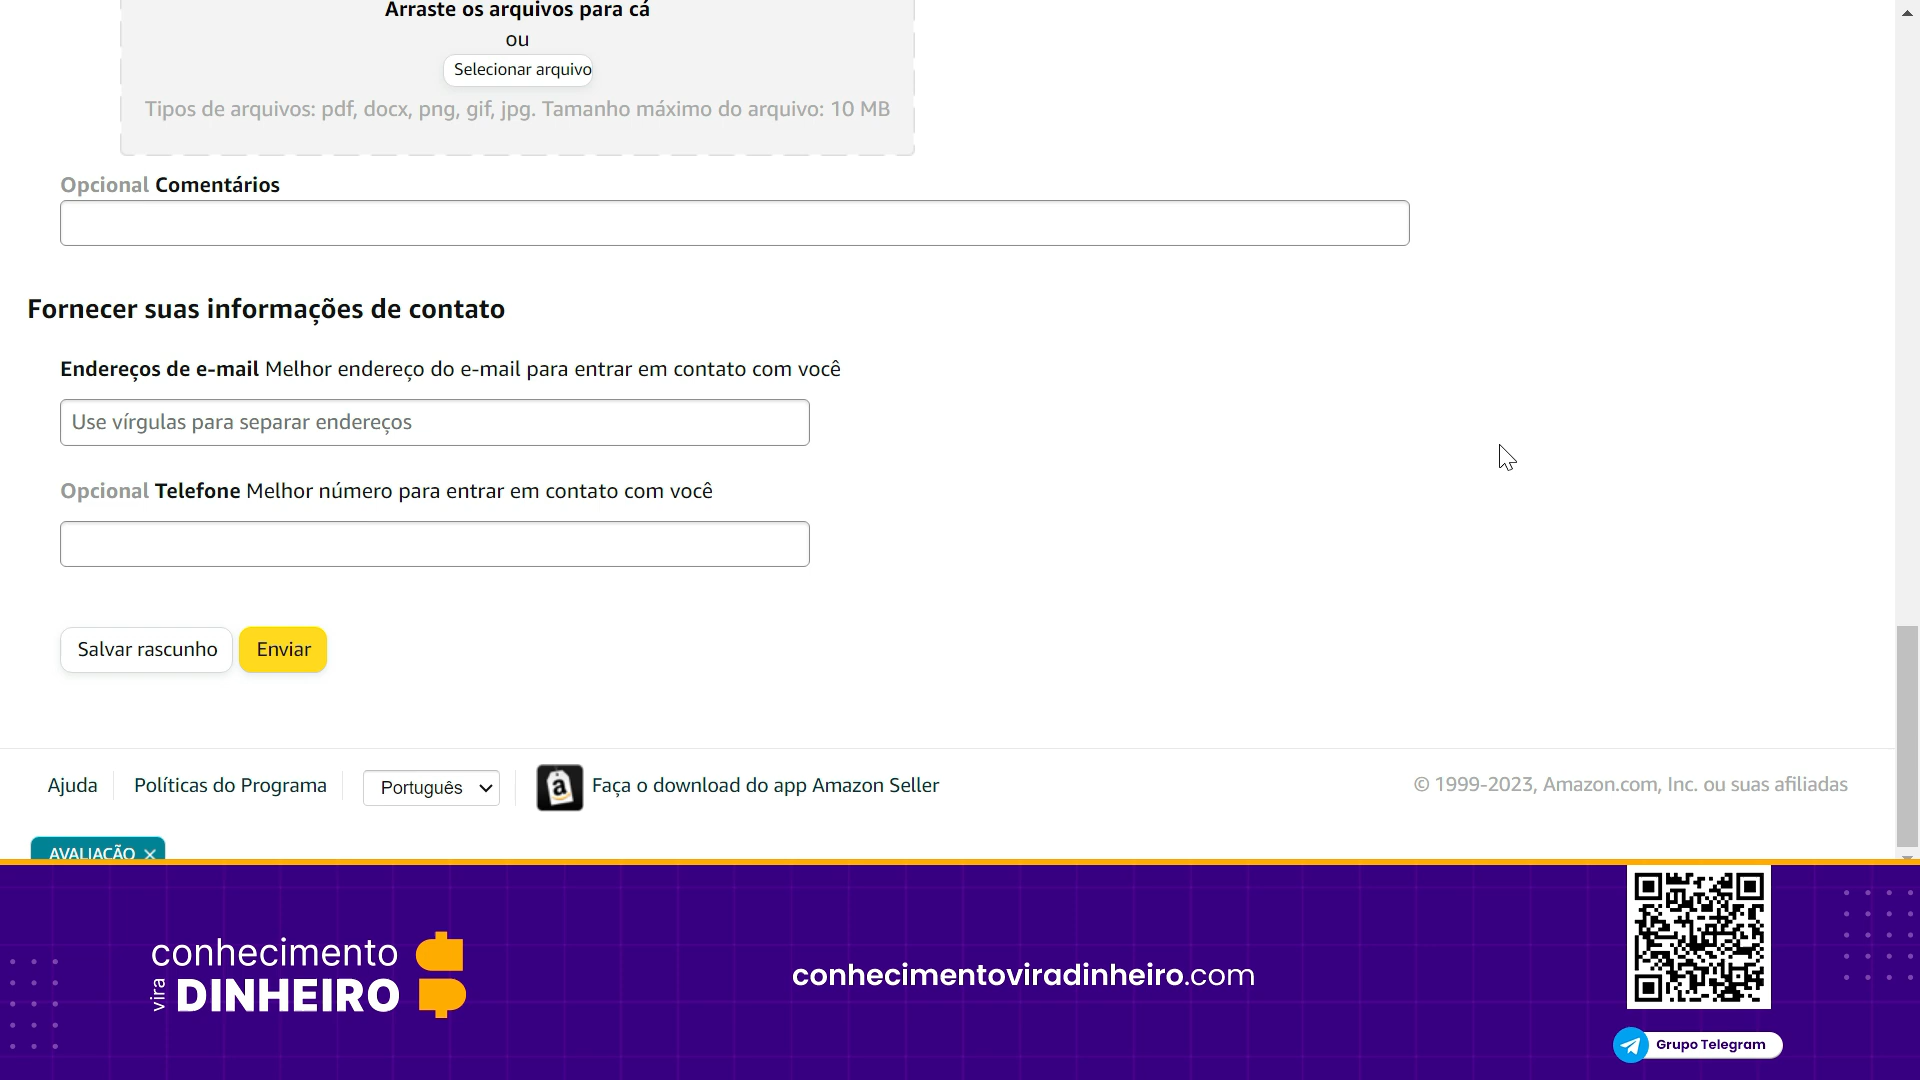 Arraste os arquivos para cá
ou
Selecionar arquivo
Tipos de arquivos: pdf, docx, png, gif, jpg. Tamanho máximo do arquivo: 10 MB
Opcional Comentários
Fornecer suas informações de contato
Endereços de e-mail Melhor endereço do e-mail para entrar em contato com você
Use vírgulas para separar endereços
Opcional Telefone Melhor número para entrar em contato com você
Salvar rascunho Enviar
Ajuda Políticas do Programa Português Faça o download do app Amazon Seller © 1999-2023, Amazon.com, Inc. ou suas afiliadas
AVALIAÇÃO
conhecimento
vira DINHEIRO
conhecimentoviradinheiro.com
Grupo Telegram